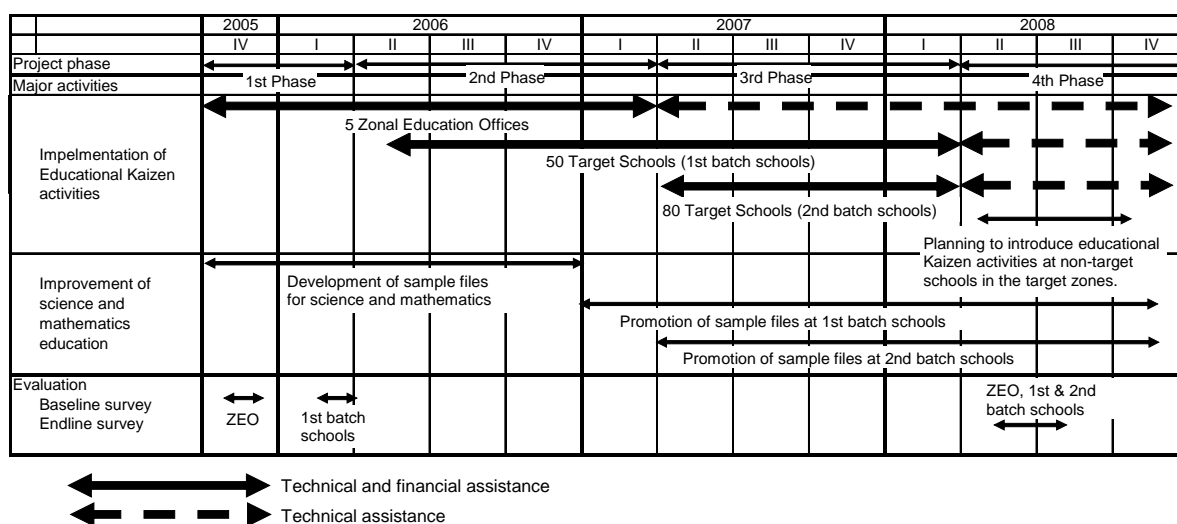 2005 2006 2007 2008
IV I II III IV I II III IV I II III IV
Project phase
1st Phase 2nd Phase 3rd Phase 4th Phase
Major activities
5 Zonal Education Offices
Impelmentation of
Educational Kaizen
activities
50 Target Schools (1st batch schools)
80 Target Schools (2nd batch schools)
Planning to introduce educational
Kaizen activities at non-target
schools in the target zones.
Improvement of
science and
mathematics
education
Development of sample files
for science and mathematics
Promotion of sample files at 1st batch schools
Promotion of sample files at 2nd batch schools
Evaluation
Baseline survey
Endline survey
ZEO
1st batch
schools
ZEO, 1st & 2nd
batch schools
Technical and financial assistance
Technical assistance